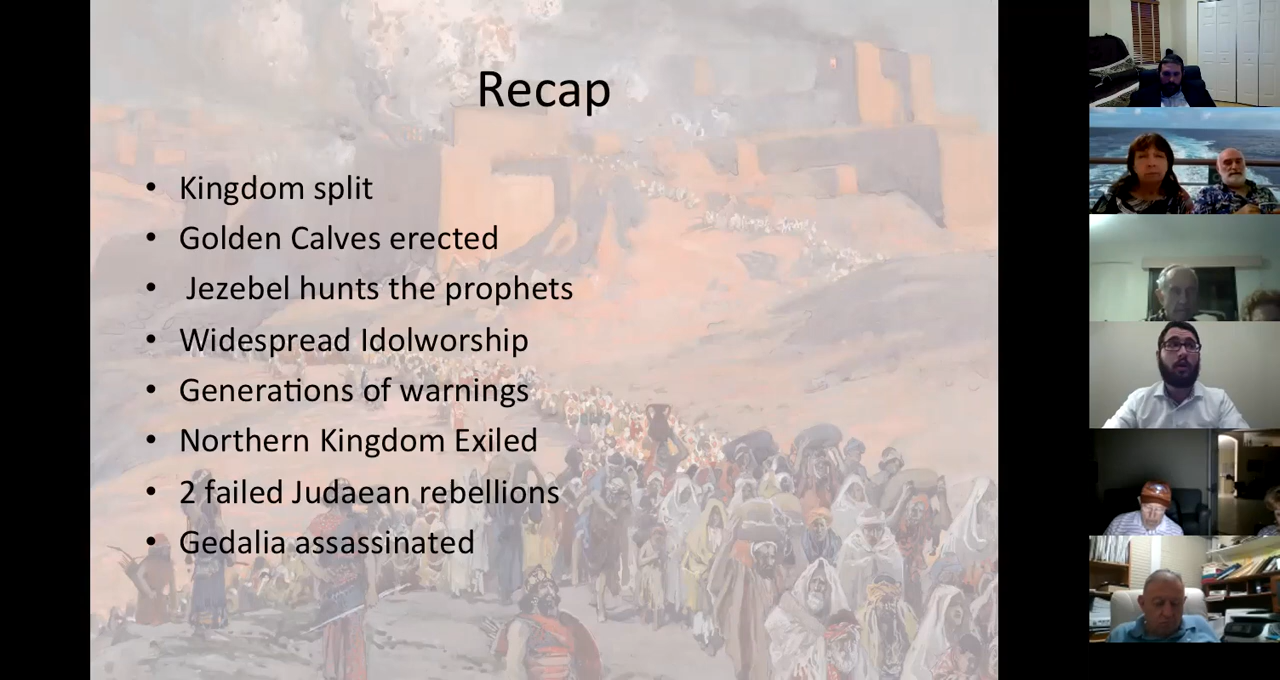 Recap
• Kingdom split
• Golden Calves erected
• Jezebel hunts the prophets
• Widespread Idolworship
• Generations of warnings
• Northern Kingdom Exiled
• 2 failed Judaean rebellions
• Gedalia assassinated